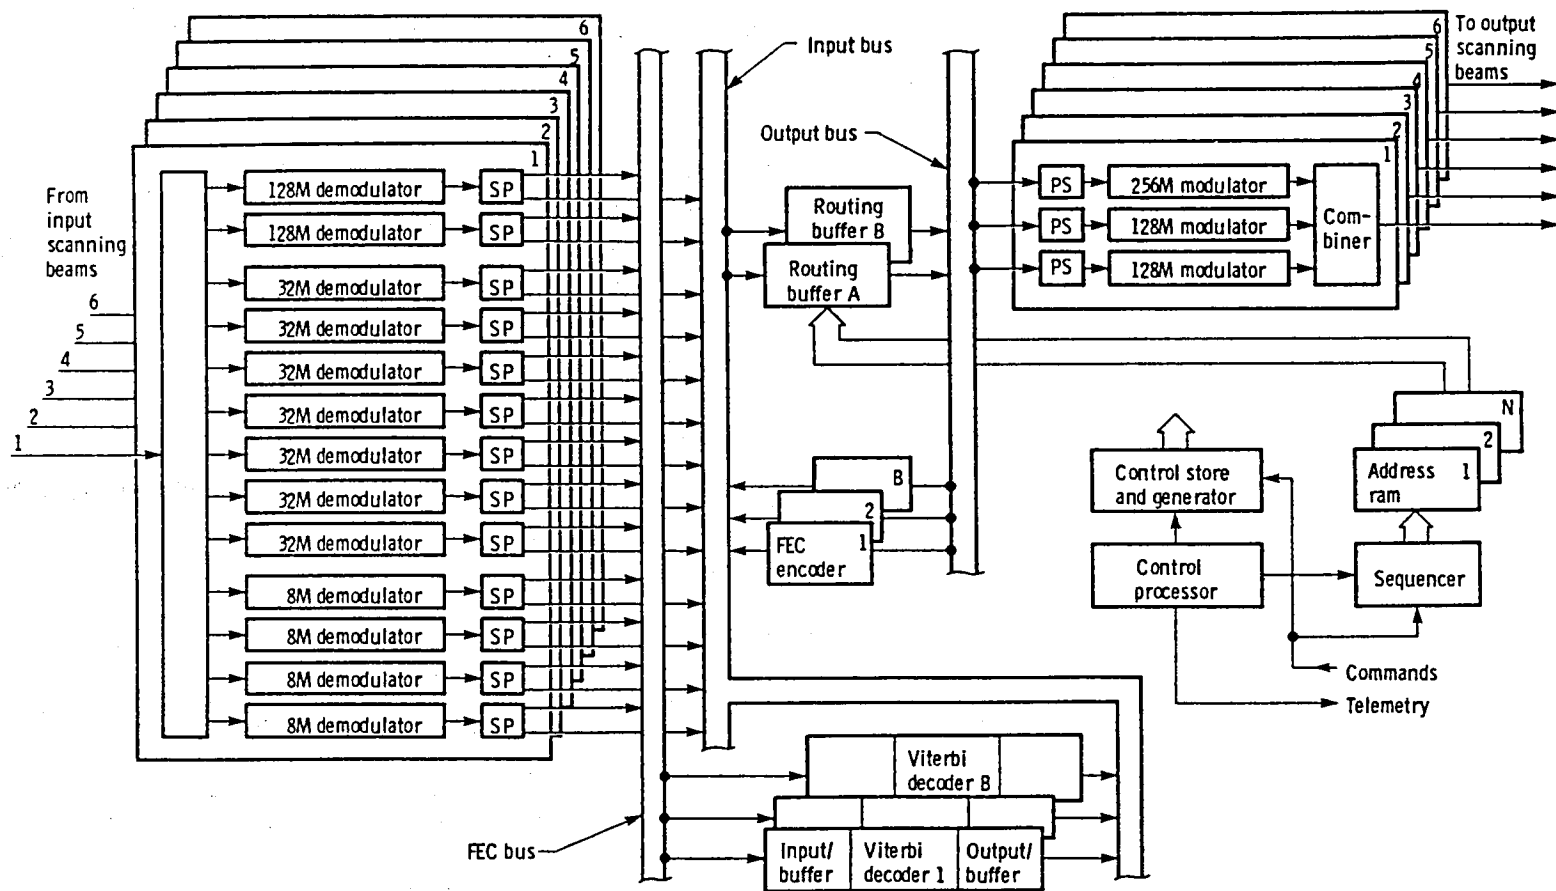 6
5
4
3
2
1
From
input
scanning
beams
6
5
4
3
2
1
128M demodulator
SP
128M demodulator
SP
32M demodulator
SP
32M demodulator
SP
32M demodulator
SP
32M demodulator
SP
32M demodulator
SP
32M demodulator
SP
32M demodulator
SP
8M demodulator
SP
8M demodulator
SP
8M demodulator
SP
8M demodulator
SP
Input bus
Output bus
FEC bus
Routing
buffer B
Routing
buffer A
B
2
1
FEC
encoder
Viterbi
decoder B
Input/
buffer
Viterbi
decoder 1
Output/
buffer
6
5
4
3
2
1
To output
scanning
beams
PS
256M modulator
PS
128M modulator
PS
128M modulator
Com-
biner
N
2
1
Address
ram
Control store
and generator
Control
processor
Sequencer
Commands
Telemetry